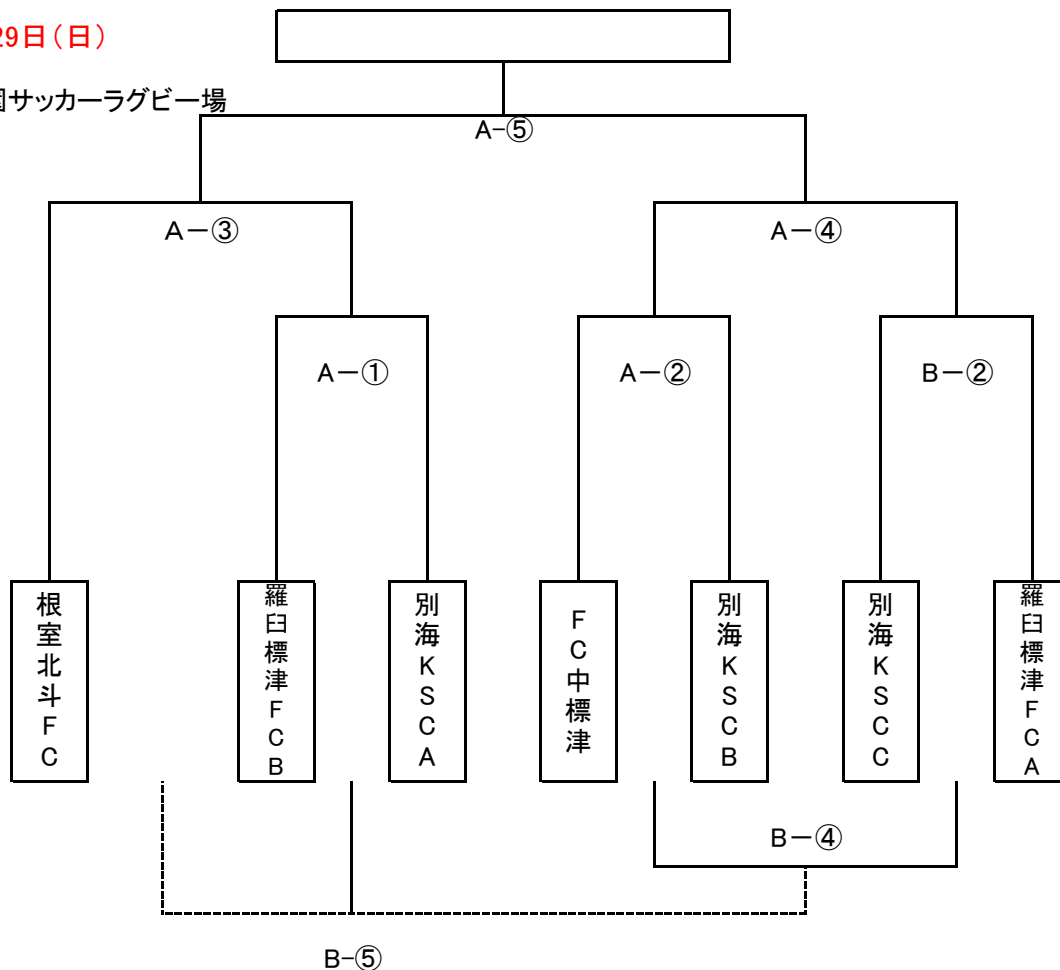 29日（日）
サッカーラグビー場
A-⑤
A－③
A－④
A－①
A－②
B－②
根室北斗FC
羅臼標津FCB
別海KSCA
FC中標津
別海KSCB
別海KSCC
羅臼標津FCA
B－④
B-⑤